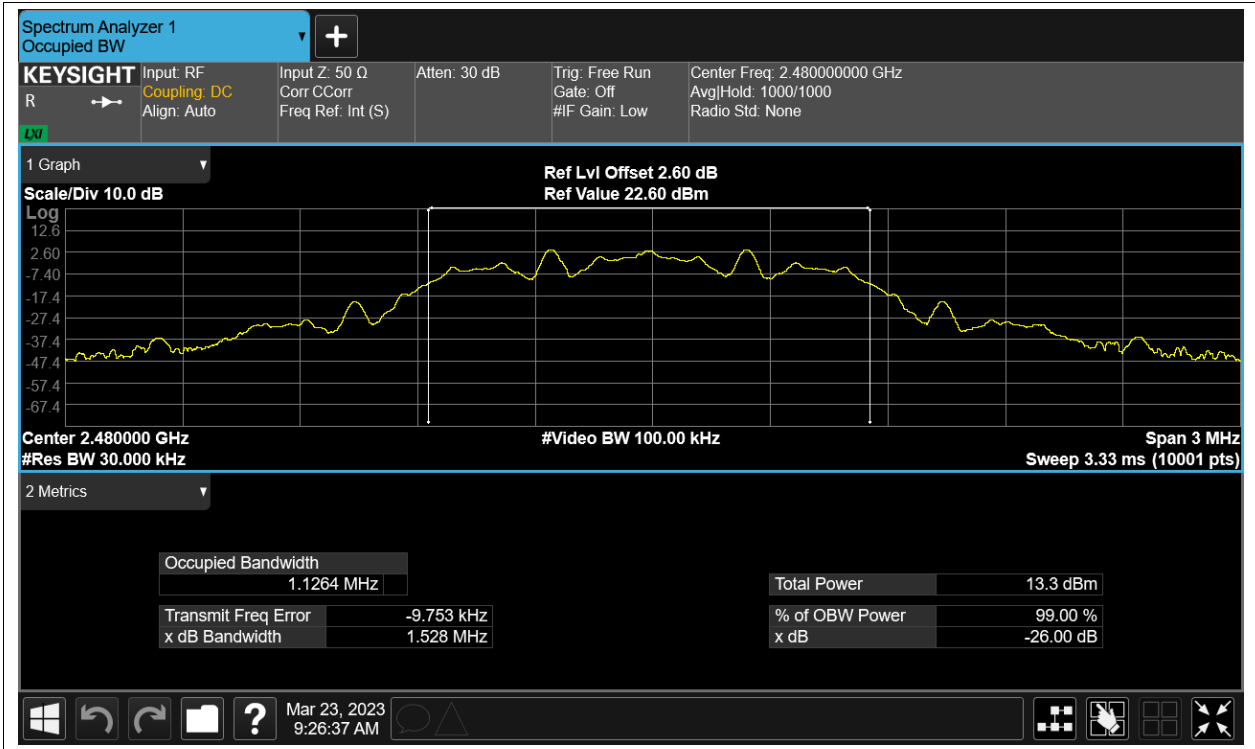 Spectrum Analyzer 1
Occupied BW
+
KEYSIGHT
R
LXI
Input: RF
Coupling: DC
Align: Auto
Input Z: 50 Ω
Corr CCorr
Freq Ref: Int (S)
Atten: 30 dB
Trig: Free Run
Gate: Off
#IF Gain: Low
Center Freq: 2.480000000 GHz
Avg|Hold: 1000/1000
Radio Std: None
1 Graph
Scale/Div 10.0 dB
Ref Lvl Offset 2.60 dB
Ref Value 22.60 dBm
Log
12.6
2.60
-7.40
-17.4
-27.4
-37.4
-47.4
-57.4
-67.4
Center 2.480000 GHz
#Video BW 100.00 kHz
Span 3 MHz
#Res BW 30.000 kHz
Sweep 3.33 ms (10001 pts)
2 Metrics
Occupied Bandwidth
1.1264 MHz
Total Power 13.3 dBm
Transmit Freq Error -9.753 kHz
% of OBW Power 99.00 %
x dB Bandwidth 1.528 MHz
x dB -26.00 dB
?
Mar 23, 2023
9:26:37 AM